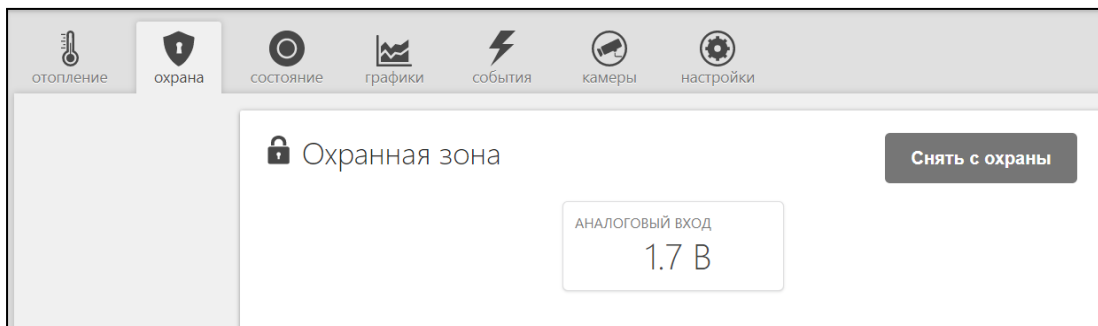 отопление охрана состояние графики события камеры настройки
Охранная зона Снять с охраны
АНАЛОГОВЫЙ ВХОД
1.7 В